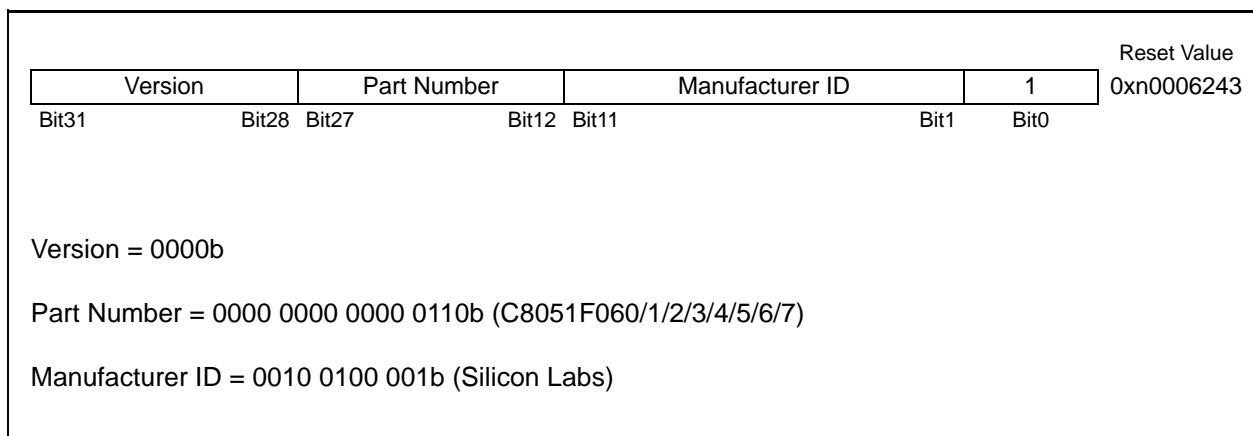 Reset Value
Version Part Number Manufacturer ID 1 0xn0006243
Bit31 Bit28 Bit27 Bit12 Bit11 Bit1 Bit0
Version = 0000b
Part Number = 0000 0000 0000 0110b (C8051F060/1/2/3/4/5/6/7)
Manufacturer ID = 0010 0100 001b (Silicon Labs)